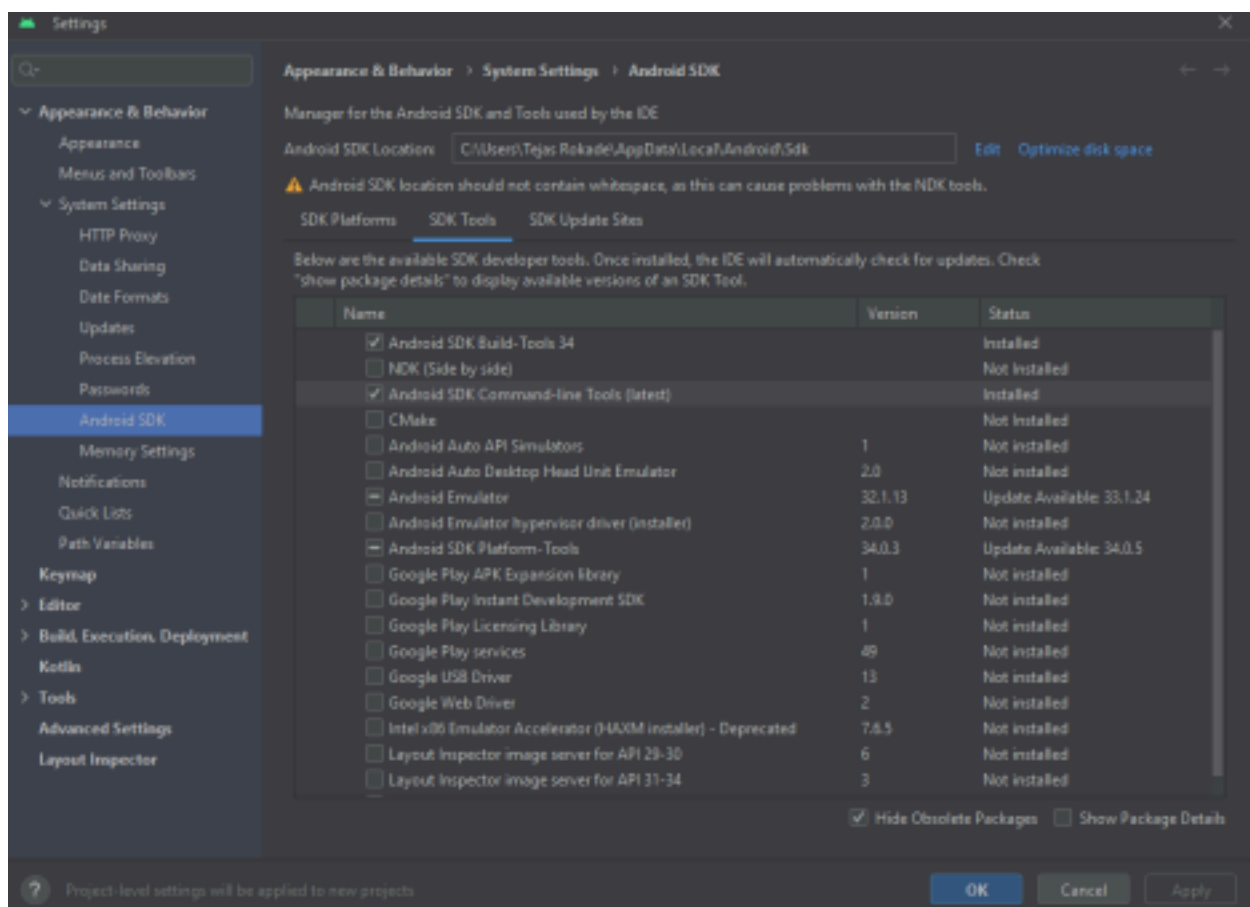 Settings
Appearance & Behavior > System Settings > Android SDK
Appearance & Behavior
Appearance
Menus and Toolbars
System Settings
HTTP Proxy
Data Sharing
Date Formats
Updates
Process Elevation
Passwords
Android SDK
Memory Settings
Notifications
Quick Lists
Path Variables
Keymap
Editor
Build, Execution, Deployment
Kotlin
Tools
Advanced Settings
Layout Inspector
Manager for the Android SDK and Tools used by the IDE
Android SDK Location: C:\Users\Tejas Rokade\AppData\Local\Android\Sdk Edit Optimize disk space
Android SDK location should not contain whitespace, as this can cause problems with the NDK tools.
SDK Platforms SDK Tools SDK Update Sites
Below are the available SDK developer tools. Once installed, the IDE will automatically check for updates. Check
"show package details" to display available versions of an SDK Tool.
Name Version Status
Android SDK Build-Tools 34 Installed
NDK (Side by side) Not Installed
Android SDK Command-line Tools (latest) Installed
CMake Not Installed
Android Auto API Simulators 1 Not installed
Android Auto Desktop Head Unit Emulator 2.0 Not installed
Android Emulator 32.1.13 Update Available: 33.1.24
Android Emulator hypervisor driver (installer) 2.0.0 Not installed
Android SDK Platform-Tools 34.0.3 Update Available: 34.0.5
Google Play APK Expansion library 1 Not installed
Google Play Instant Development SDK 1.9.0 Not installed
Google Play Licensing Library 1 Not installed
Google Play services 49 Not installed
Google USB Driver 13 Not installed
Google Web Driver 2 Not installed
Intel x86 Emulator Accelerator (HAXM installer) - Deprecated 7.6.5 Not installed
Layout Inspector image server for API 29-30 6 Not installed
Layout Inspector image server for API 31-34 3 Not installed
Hide Obsolete Packages Show Package Details
? Project-level settings will be applied to new projects OK Cancel Apply